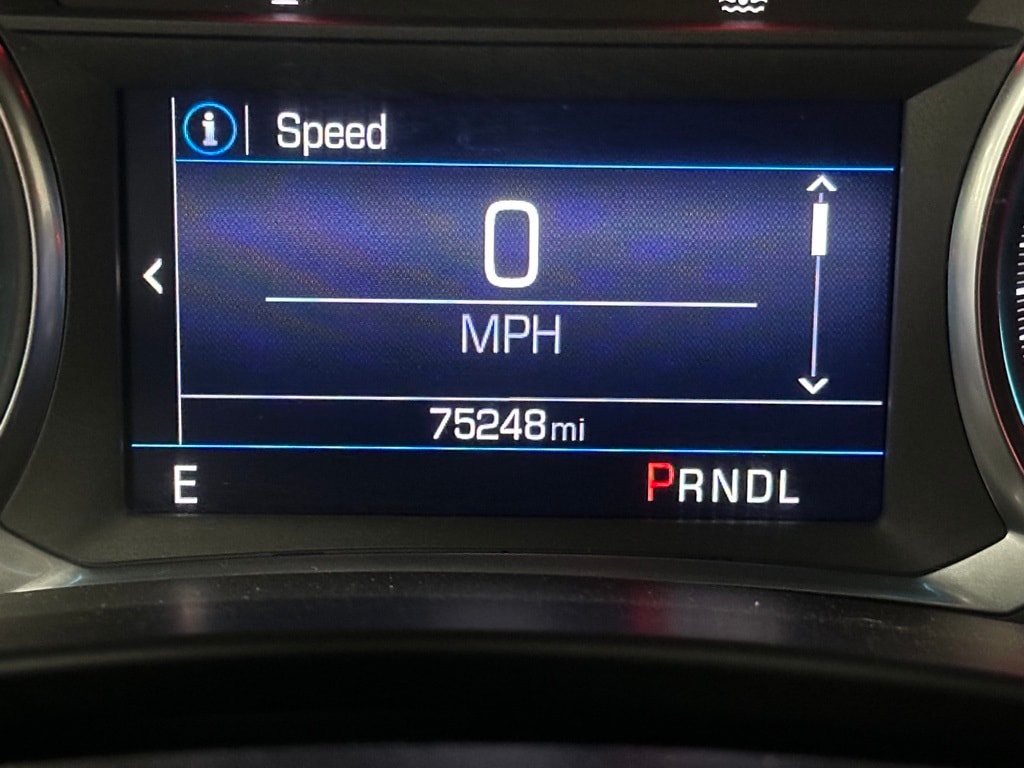 i Speed
0
MPH
75248mi
E PRNDL